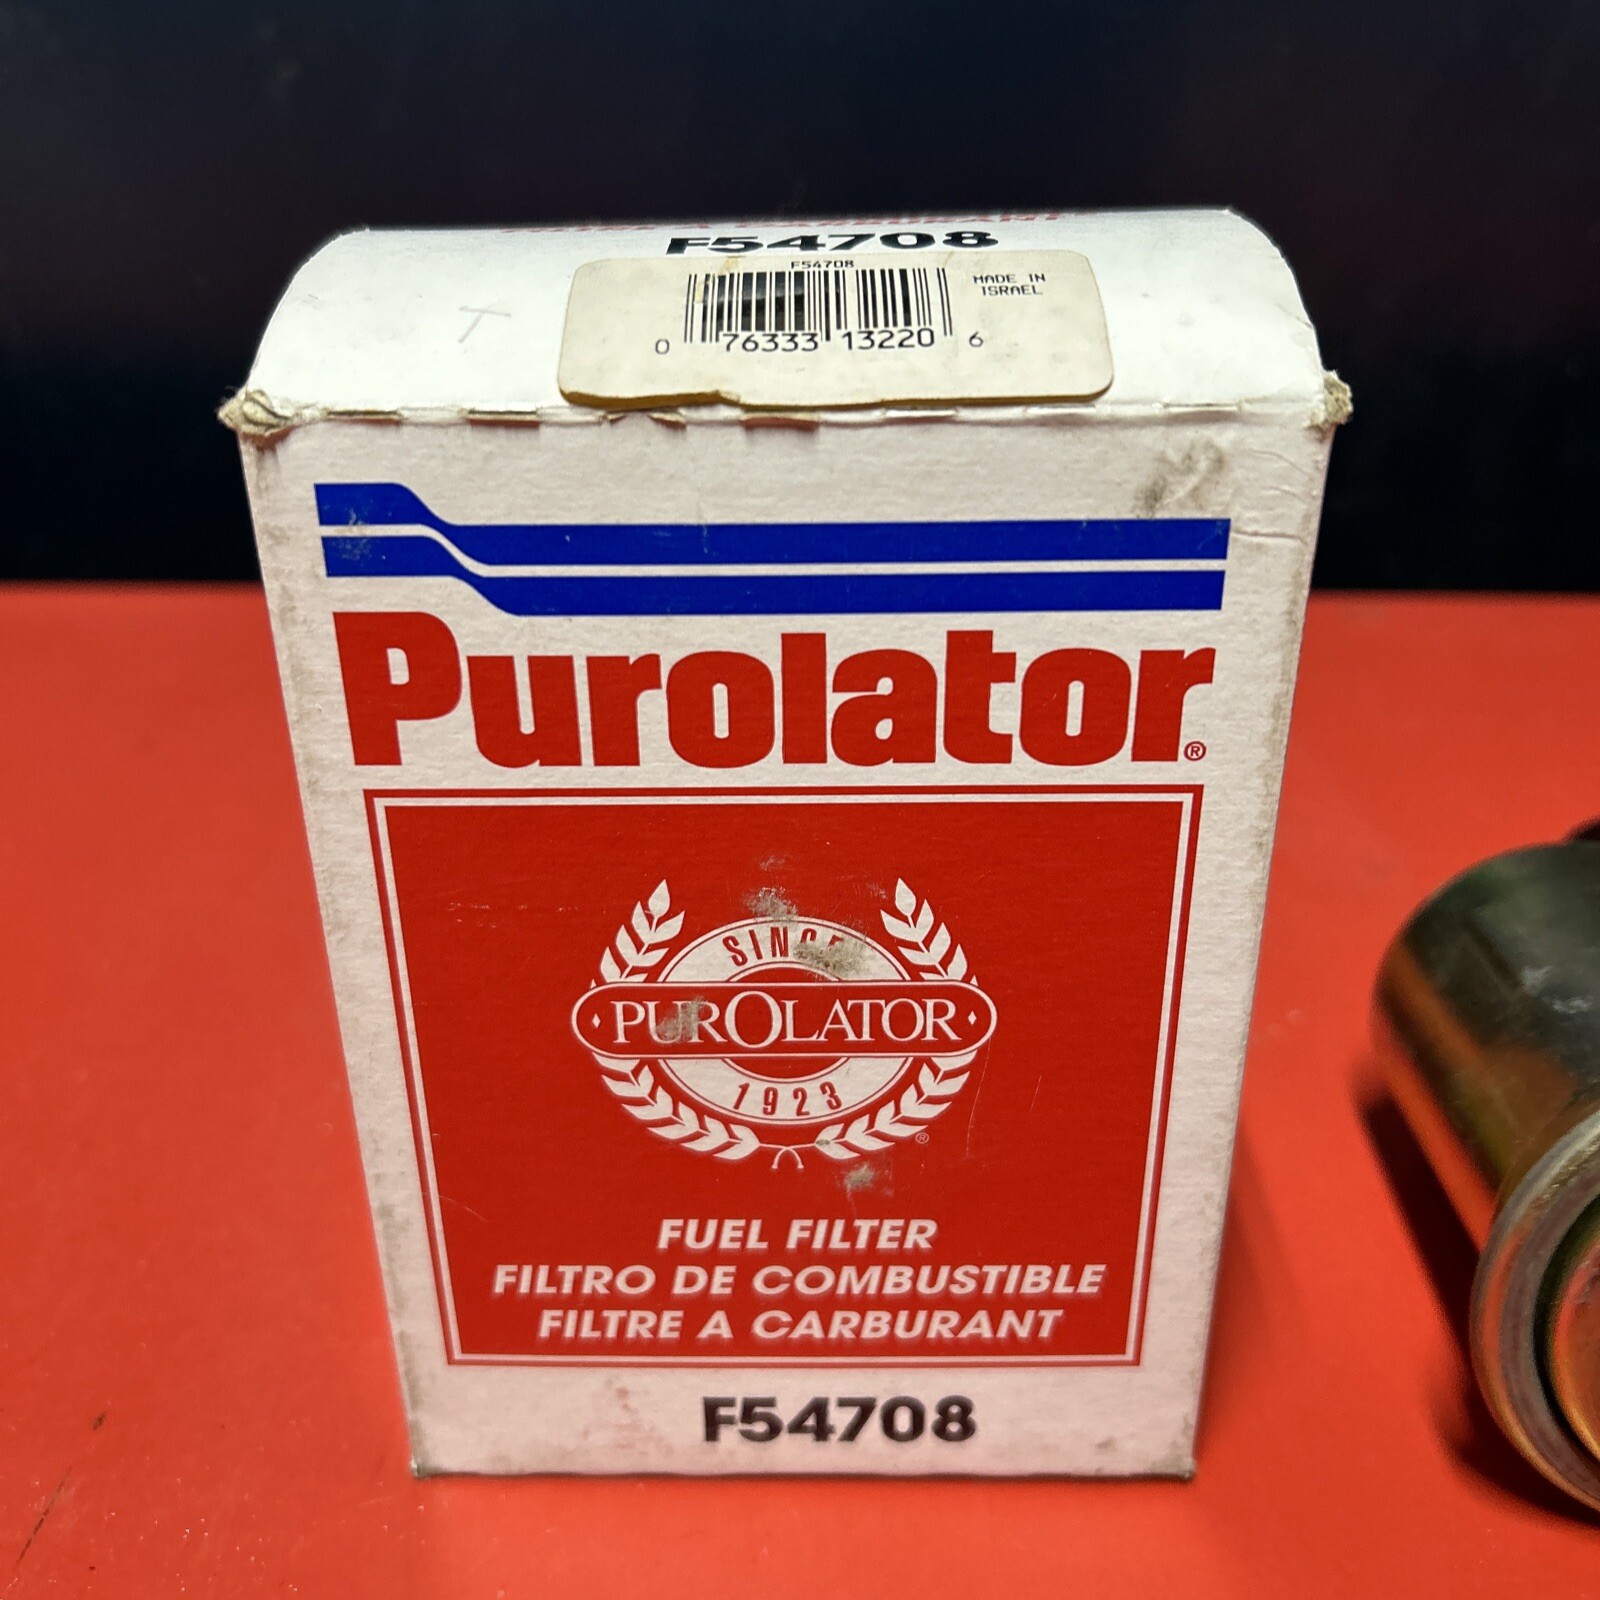 F54708
F54708
MADE IN
ISRAEL
0 76333 13220 6
Purolator®
SINCE
PUROLATOR
1923
®
FUEL FILTER
FILTRO DE COMBUSTIBLE
FILTRE A CARBURANT
F54708